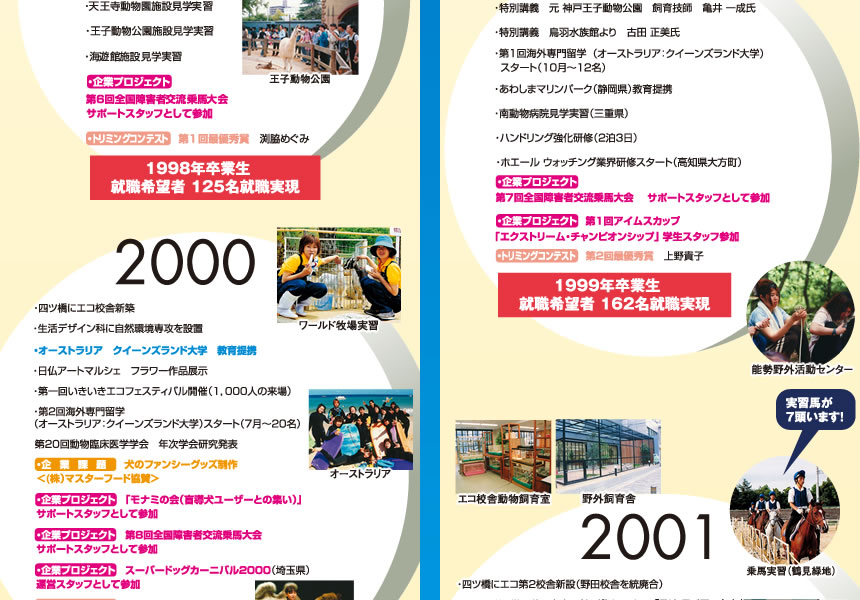 ・天王寺動物園施設見学実習
・王子動物公園施設見学実習
・海遊館施設見学実習
王子動物公園
・企業プロジェクト
第6回全国障害者交流乗馬大会
サポートスタッフとして参加
・トリミングコンテスト 第1回最優秀賞 渕脇めぐみ
1998年卒業生
就職希望者 125名就職実現
2000
ワールド牧場実習
・四ツ橋にエコ校舎新築
・生活デザイン科に自然環境専攻を設置
・オーストラリア クイーンズランド大学 教育提携
・日仏アートマルシェ フラワー作品展示
・第一回いきいきエコフェスティバル開催(1,000人の来場)
・第2回海外専門留学
(オーストラリア:クイーンズランド大学)スタート(7月〜20名)
第20回動物臨床医学学会 年次学会研究発表
オーストラリア
・企業課題 犬のファンシーグッズ制作
<(株)マスターフード協賛>
・企業プロジェクト 「モナミの会(盲導犬ユーザーとの集い)」
サポートスタッフとして参加
・企業プロジェクト 第8回全国障害者交流乗馬大会
サポートスタッフとして参加
・企業プロジェクト スーパードッグカーニバル2000(埼玉県)
運営スタッフとして参加
・特別講義 元 神戸王子動物公園 飼育技師 亀井 一成氏
・特別講義 鳥羽水族館より 古田 正美氏
・第1回海外専門留学 (オーストラリア:クイーンズランド大学)
スタート(10月〜12名)
・あわしまマリンパーク(静岡県)教育提携
・南動物病院見学実習(三重県)
・ハンドリング強化研修(2泊3日)
・ホエール ウォッチング業界研修スタート(高知県大方町)
・企業プロジェクト
第7回全国障害者交流乗馬大会 サポートスタッフとして参加
・企業プロジェクト 第1回アイムスカップ
「エクストリーム・チャンピオンシップ」 学生スタッフ参加
・トリミングコンテスト 第2回最優秀賞 上野貴子
1999年卒業生
就職希望者 162名就職実現
能勢野外活動センター
実習馬が
7頭います!
エコ校舎動物飼育室
野外飼育舎
2001
乗馬実習(鶴見緑地)
・四ツ橋にエコ第2校舎新設(野田校舎を統廃合)